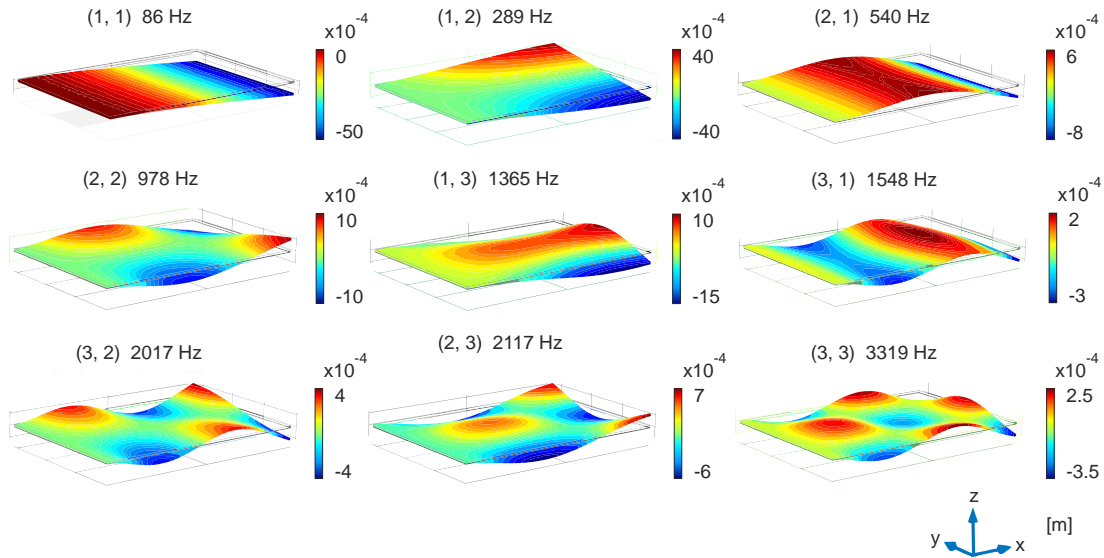 (1, 1) 86 Hz
x10⁻⁴
0
-50
(1, 2) 289 Hz
x10⁻⁴
40
-40
(2, 1) 540 Hz
x10⁻⁴
6
-8
(2, 2) 978 Hz
x10⁻⁴
10
-10
(1, 3) 1365 Hz
x10⁻⁴
10
-15
(3, 1) 1548 Hz
x10⁻⁴
2
-3
(3, 2) 2017 Hz
x10⁻⁴
4
-4
(2, 3) 2117 Hz
x10⁻⁴
7
-6
(3, 3) 3319 Hz
x10⁻⁴
2.5
-3.5
z
y
x
[m]